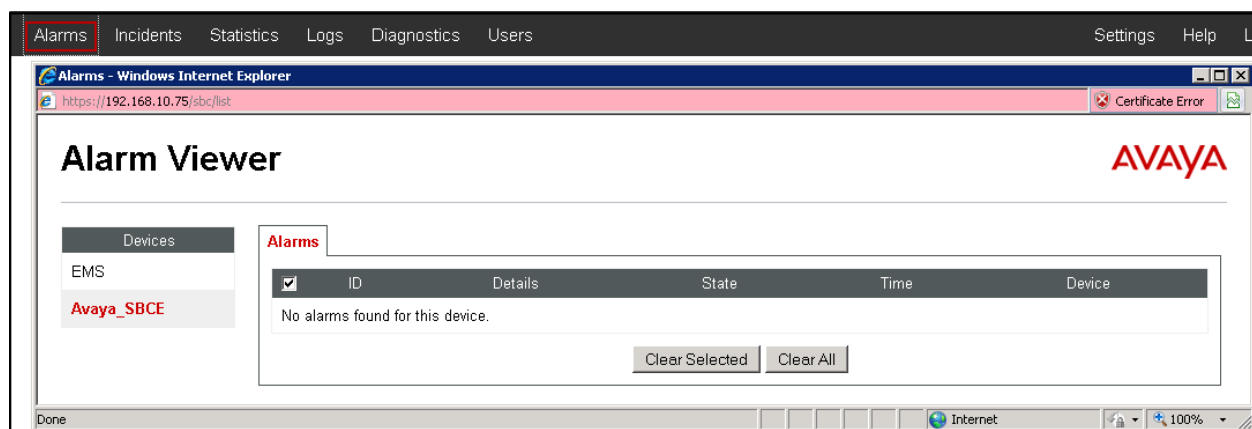 Alarms Incidents Statistics Logs Diagnostics Users Settings Help L
Alarms - Windows Internet Explorer
https://192.168.10.75/sbc/list Certificate Error
Alarm Viewer AVAYA
Devices
EMS
Avaya_SBCE
Alarms
ID Details State Time Device
No alarms found for this device.
Clear Selected Clear All
Done Internet 100%